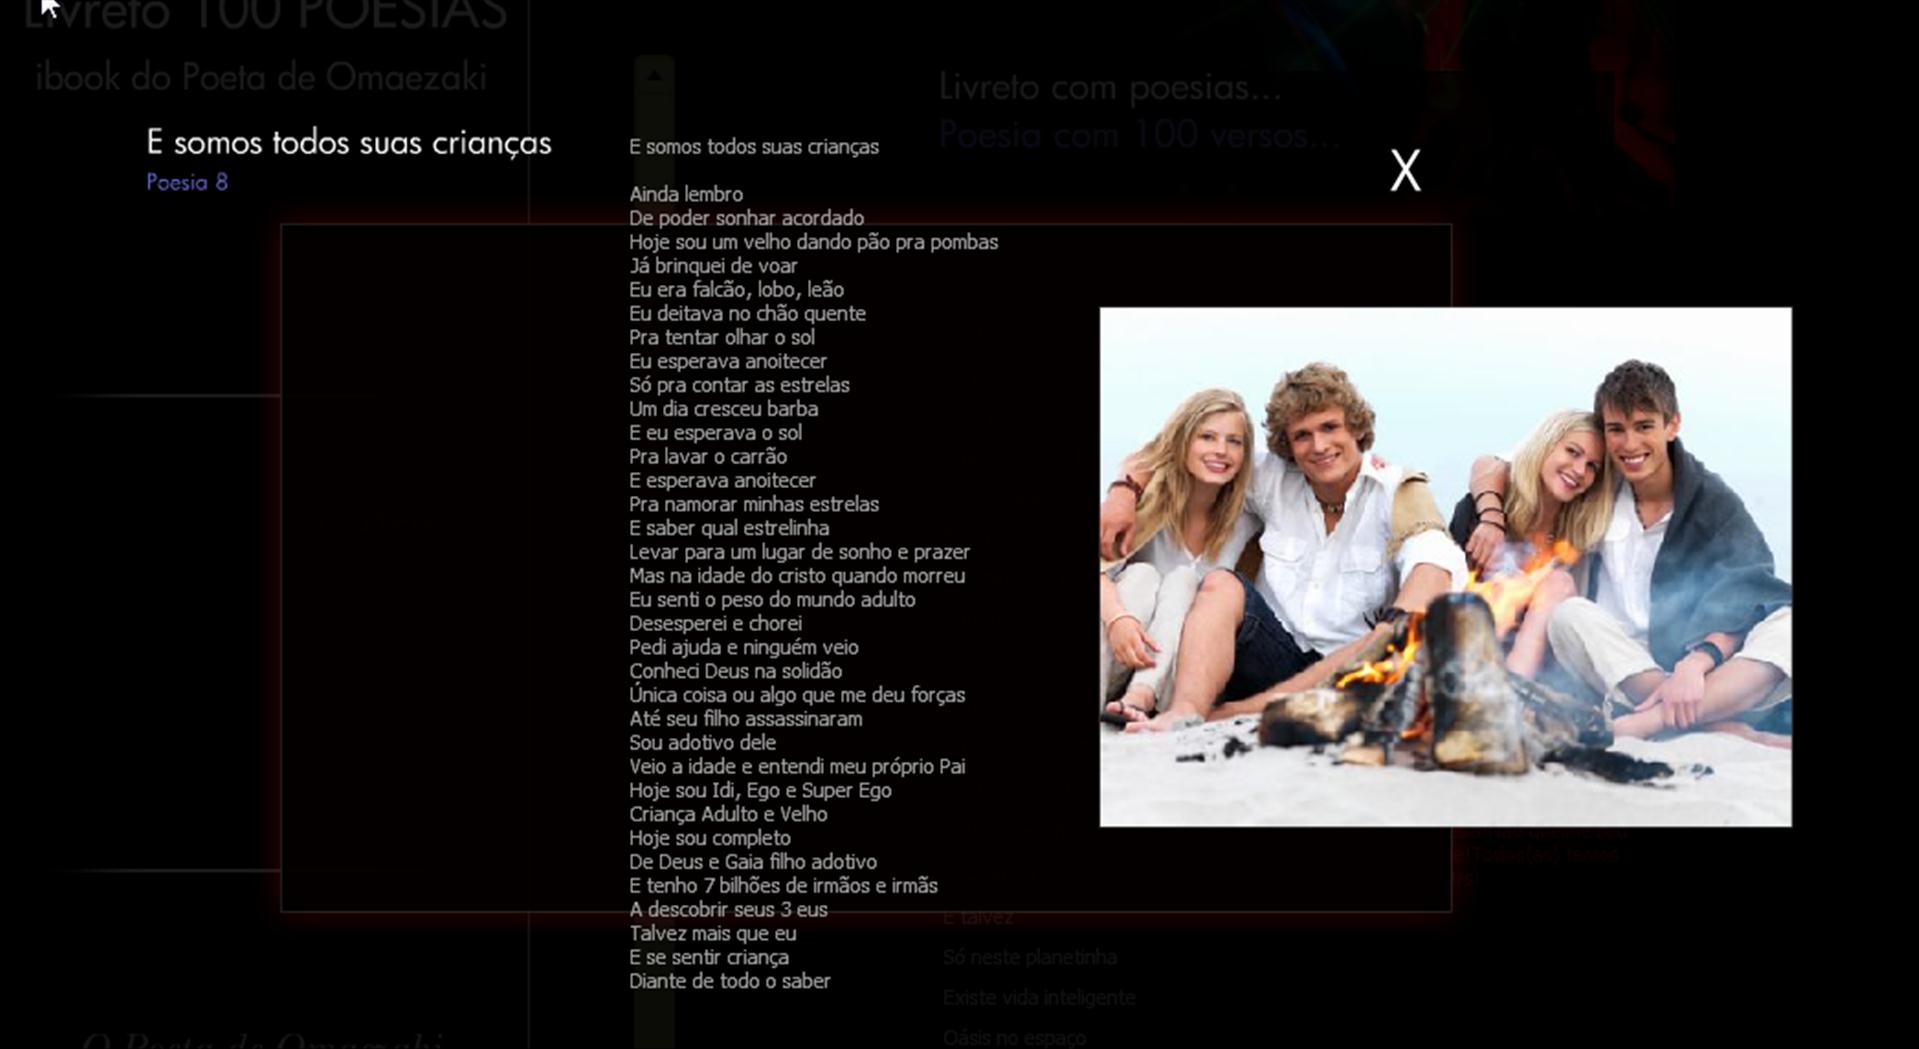 Livreto 100 POESIAS
ibook do Poeta de Omaezaki
Livreto com poesias...
Poesia com 100 versos...
E somos todos suas crianças
Poesia 8
X
E somos todos suas crianças
Ainda lembro
De poder sonhar acordado
Hoje sou um velho dando pão pra pombas
Já brinquei de voar
Eu era falcão, lobo, leão
Eu deitava no chão quente
Pra tentar olhar o sol
Eu esperava anoitecer
Só pra contar as estrelas
Um dia cresceu barba
E eu esperava o sol
Pra lavar o carrão
E esperava anoitecer
Pra namorar minhas estrelas
E saber qual estrelinha
Levar para um lugar de sonho e prazer
Mas na idade do cristo quando morreu
Eu senti o peso do mundo adulto
Desesperei e chorei
Pedi ajuda e ninguém veio
Conheci Deus na solidão
Única coisa ou algo que me deu forças
Até seu filho assassinaram
Sou adotivo dele
Veio a idade e entendi meu próprio Pai
Hoje sou Idi, Ego e Super Ego
Criança Adulto e Velho
Hoje sou completo
De Deus e Gaia filho adotivo
E tenho 7 bilhões de irmãos e irmãs
A descobrir seus 3 eus
Talvez mais que eu
E se sentir criança
Diante de todo o saber
E talvez
Só neste planetinha
Existe vida inteligente
Oásis no espaço
O Poeta de Omaezaki